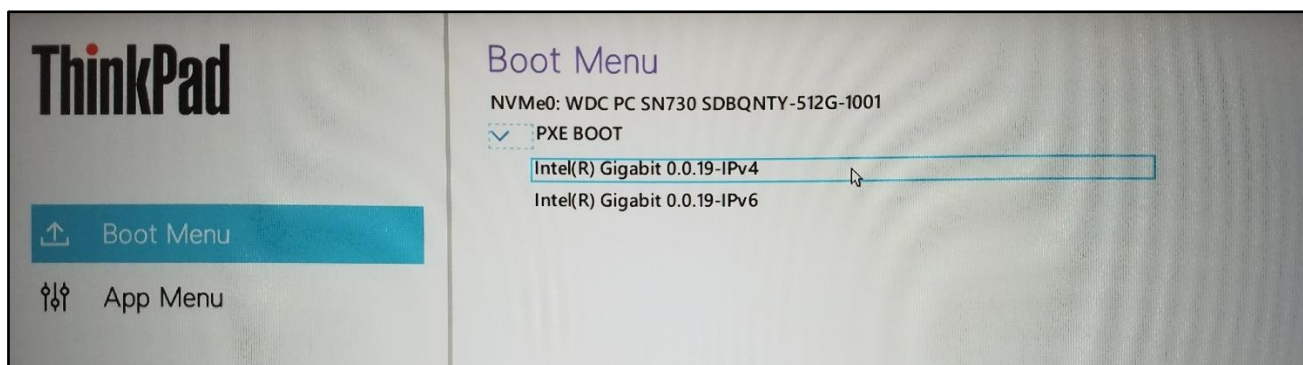 ThinkPad
Boot Menu
App Menu
Boot Menu
NVMe0: WDC PC SN730 SDBQNTY-512G-1001
PXE BOOT
Intel(R) Gigabit 0.0.19-IPv4
Intel(R) Gigabit 0.0.19-IPv6